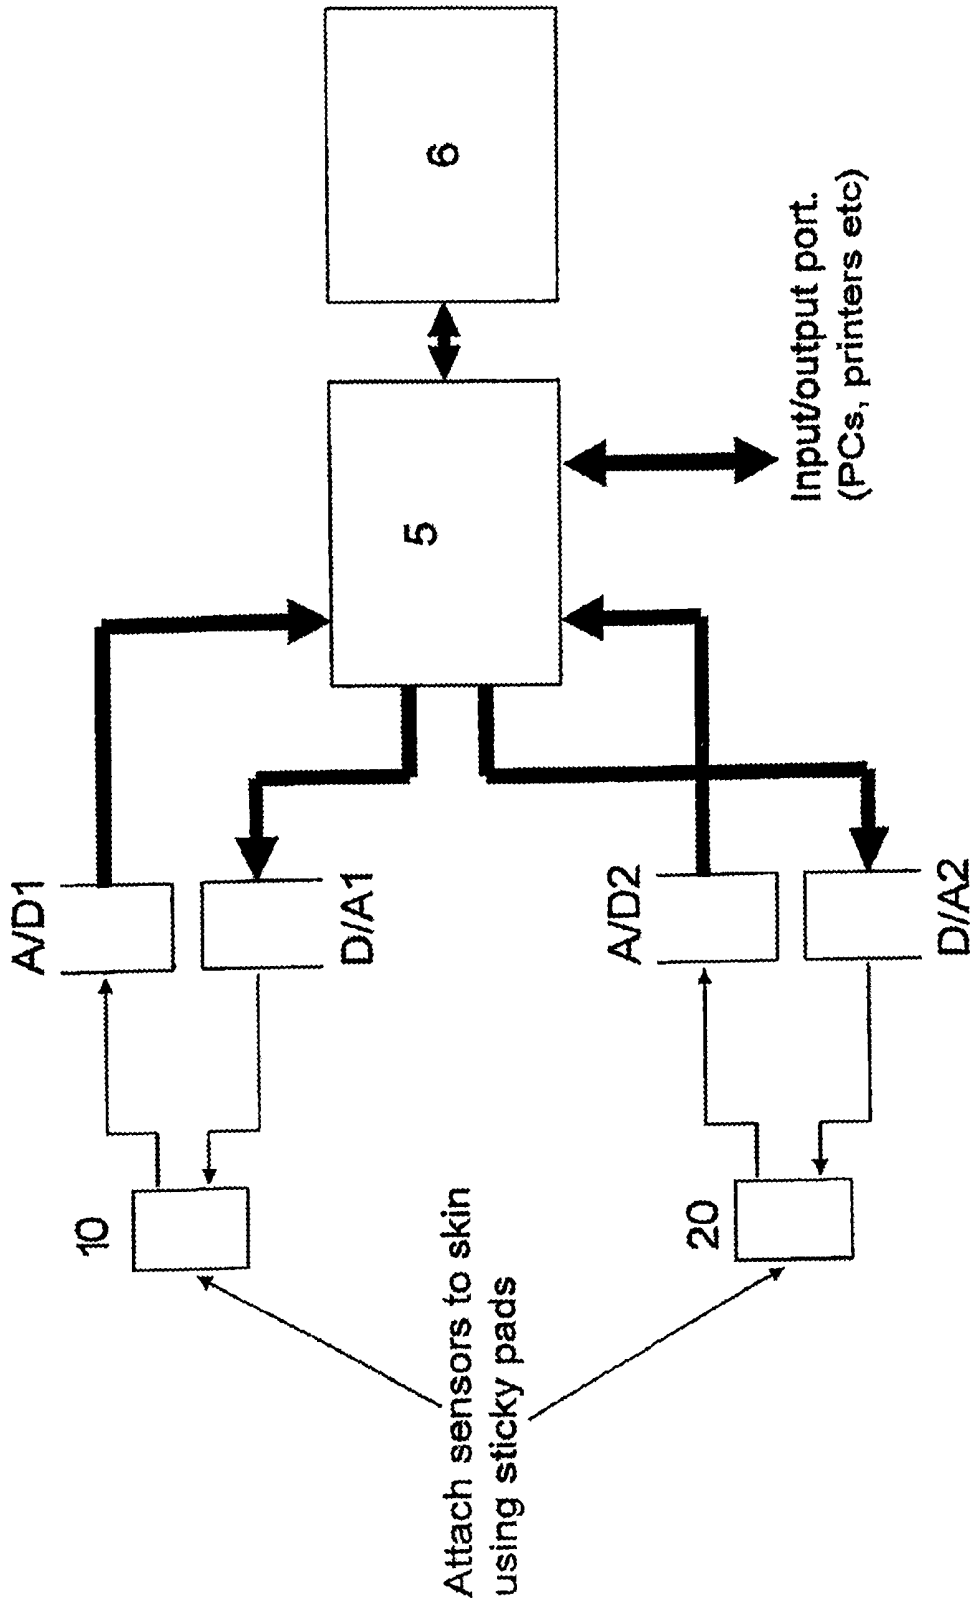 A/D1
10
D/A1
6
5
Attach sensors to skin
using sticky pads
A/D2
20
D/A2
Input/output port.
(PCs, printers etc)